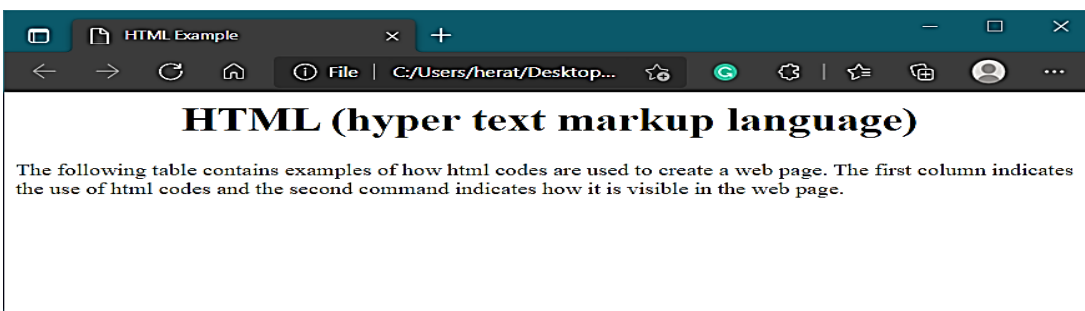 HTML Example
File | C:/Users/herat/Desktop...
HTML (hyper text markup language)
The following table contains examples of how html codes are used to create a web page. The first column indicates
the use of html codes and the second command indicates how it is visible in the web page.